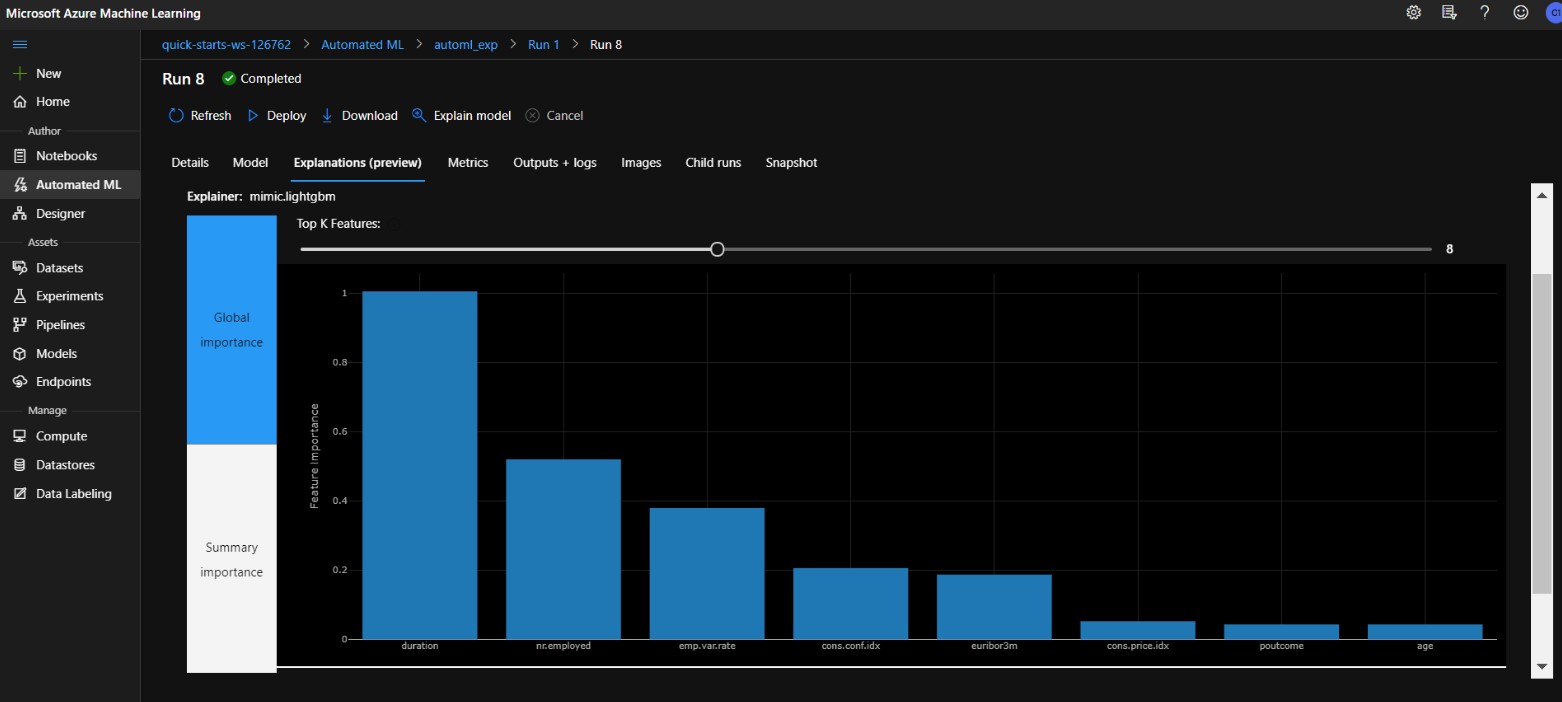 Microsoft Azure Machine Learning
quick-starts-ws-126762 > Automated ML > automl_exp > Run 1 > Run 8
New
Home
Author
Notebooks
Automated ML
Designer
Assets
Datasets
Experiments
Pipelines
Models
Endpoints
Manage
Compute
Datastores
Data Labeling
Run 8 Completed
Refresh Deploy Download Explain model Cancel
Details Model Explanations (preview) Metrics Outputs + logs Images Child runs Snapshot
Explainer: mimic.lightgbm
Global
importance
Summary
importance
Top K Features:
8
Feature Importance
1
0.8
0.6
0.4
0.2
0
duration nr.employed emp.var.rate cons.conf.idx euribor3m cons.price.idx poutcome age